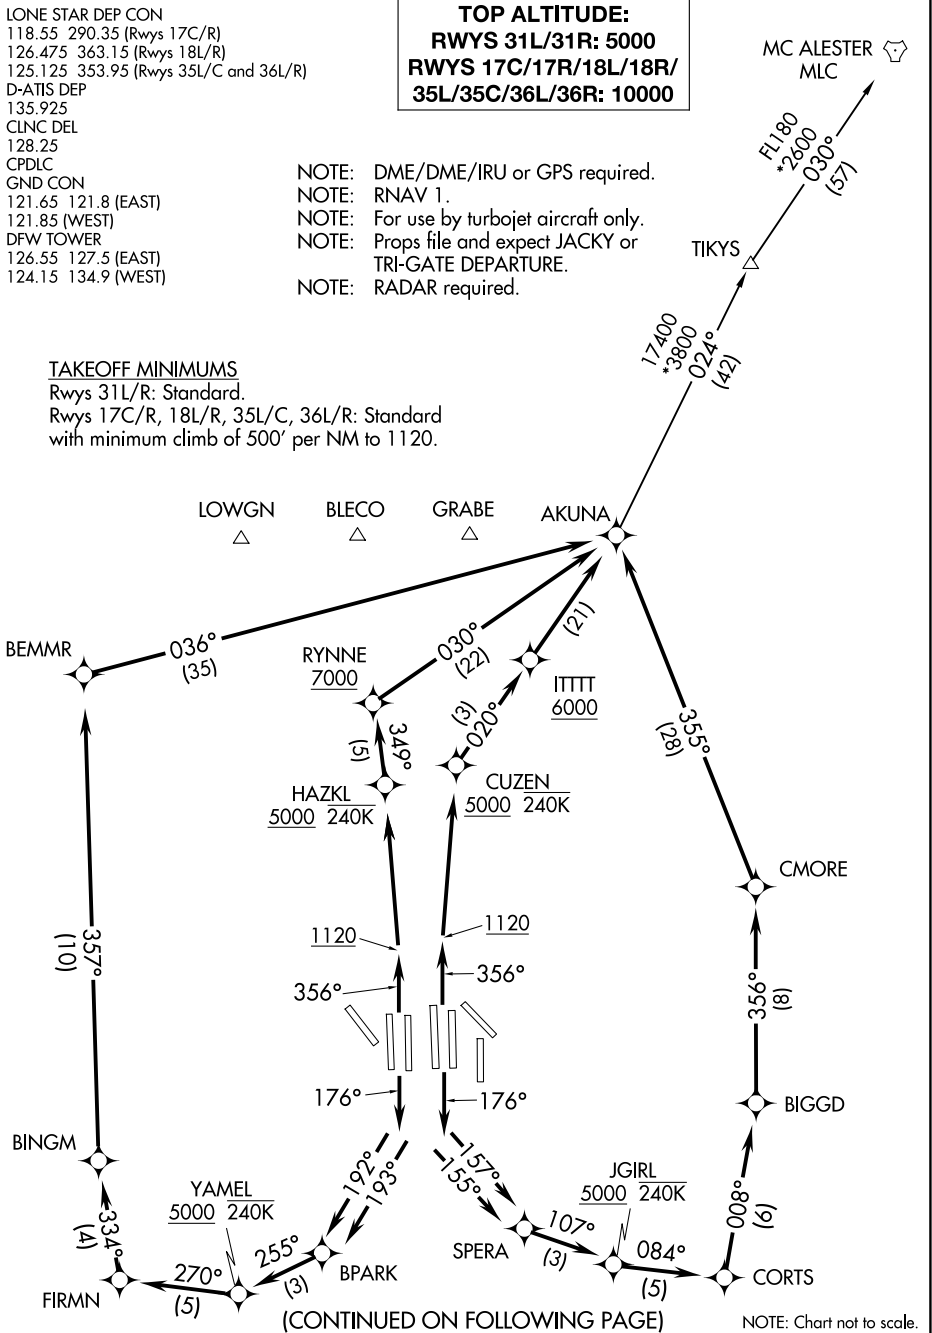 LONE STAR DEP CON
118.55 290.35 (Rwys 17C/R)
126.475 363.15 (Rwys 18L/R)
125.125 353.95 (Rwys 35L/C and 36L/R)
D-ATIS DEP
135.925
CLNC DEL
128.25
CPDLC
GND CON
121.65 121.8 (EAST)
121.85 (WEST)
DFW TOWER
126.55 127.5 (EAST)
124.15 134.9 (WEST)
TOP ALTITUDE:
RWYS 31L/31R: 5000
RWYS 17C/17R/18L/18R/
35L/35C/36L/36R: 10000
MC ALESTER
MLC
FL180
*2600
030°
(57)
NOTE: DME/DME/IRU or GPS required.
NOTE: RNAV 1.
NOTE: For use by turbojet aircraft only.
NOTE: Props file and expect JACKY or
TRI-GATE DEPARTURE.
NOTE: RADAR required.
TIKYS
17400
*3800
024°
(42)
TAKEOFF MINIMUMS
Rwys 31L/R: Standard.
Rwys 17C/R, 18L/R, 35L/C, 36L/R: Standard
with minimum climb of 500' per NM to 1120.
LOWGN
BLECO
GRABE
AKUNA
BEMMR
036°
(35)
RYNNE
7000
030°
(22)
(21)
ITTTT
6000
349°
(5)
020°
(3)
355°
(28)
HAZKL
5000 240K
CUZEN
5000 240K
CMORE
357°
(10)
1120
1120
356°
356°
356°
(8)
176°
176°
BIGGD
BINGM
192°
193°
157°
155°
YAMEL
5000 240K
JGIRL
5000 240K
334°
(4)
255°
(3)
BPARK
SPERA
107°
(3)
084°
(5)
008°
(6)
FIRMN
270°
(5)
CORTS
(CONTINUED ON FOLLOWING PAGE)
NOTE: Chart not to scale.